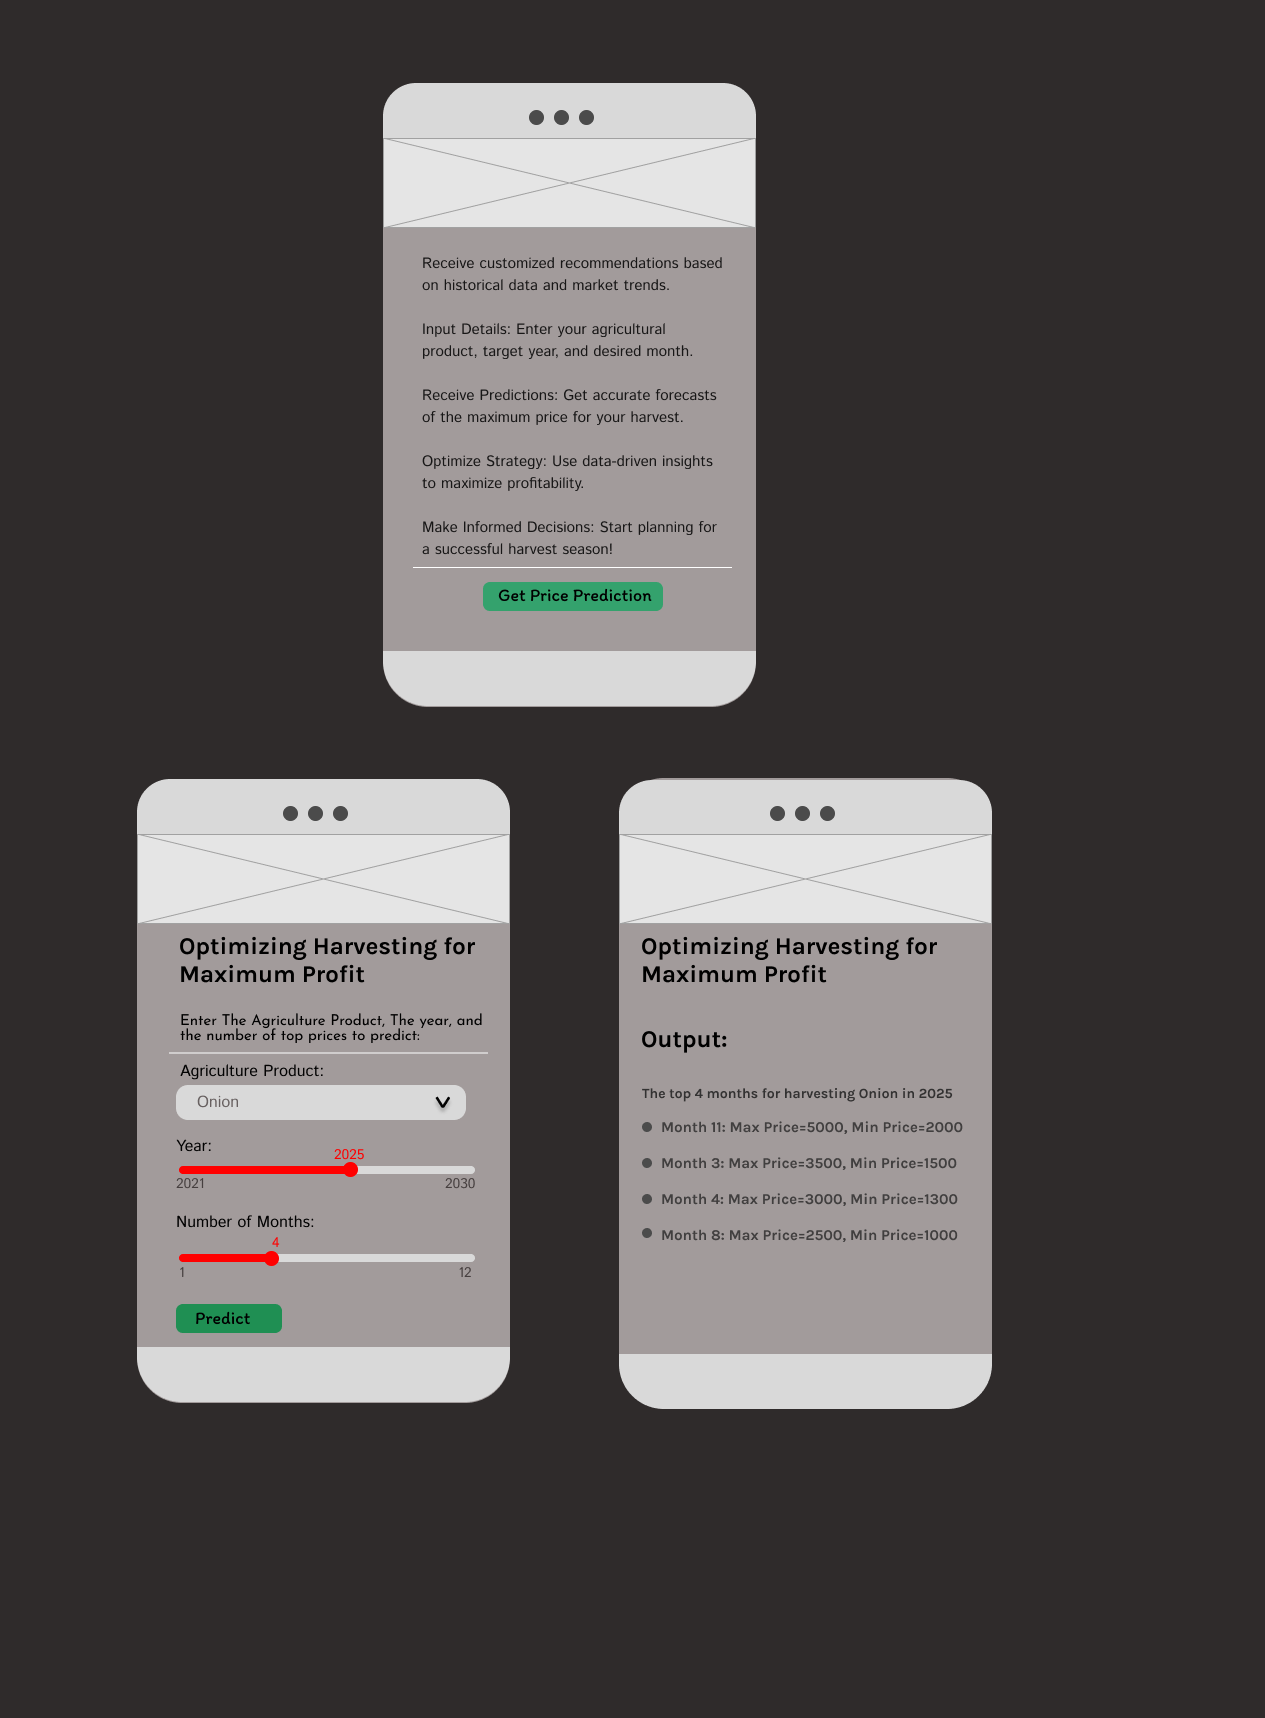 Receive customized recommendations based
on historical data and market trends.
Input Details: Enter your agricultural
product, target year, and desired month.
Receive Predictions: Get accurate forecasts
of the maximum price for your harvest.
Optimize Strategy: Use data-driven insights
to maximize profitability.
Make Informed Decisions: Start planning for
a successful harvest season!
Get Price Prediction
Optimizing Harvesting for
Maximum Profit
Enter The Agriculture Product, The year, and
the number of top prices to predict:
Agriculture Product:
Onion
Year:
2025
2021 2030
Number of Months:
4
1 12
Predict
Optimizing Harvesting for
Maximum Profit
Output:
The top 4 months for harvesting Onion in 2025
Month 11: Max Price=5000, Min Price=2000
Month 3: Max Price=3500, Min Price=1500
Month 4: Max Price=3000, Min Price=1300
Month 8: Max Price=2500, Min Price=1000